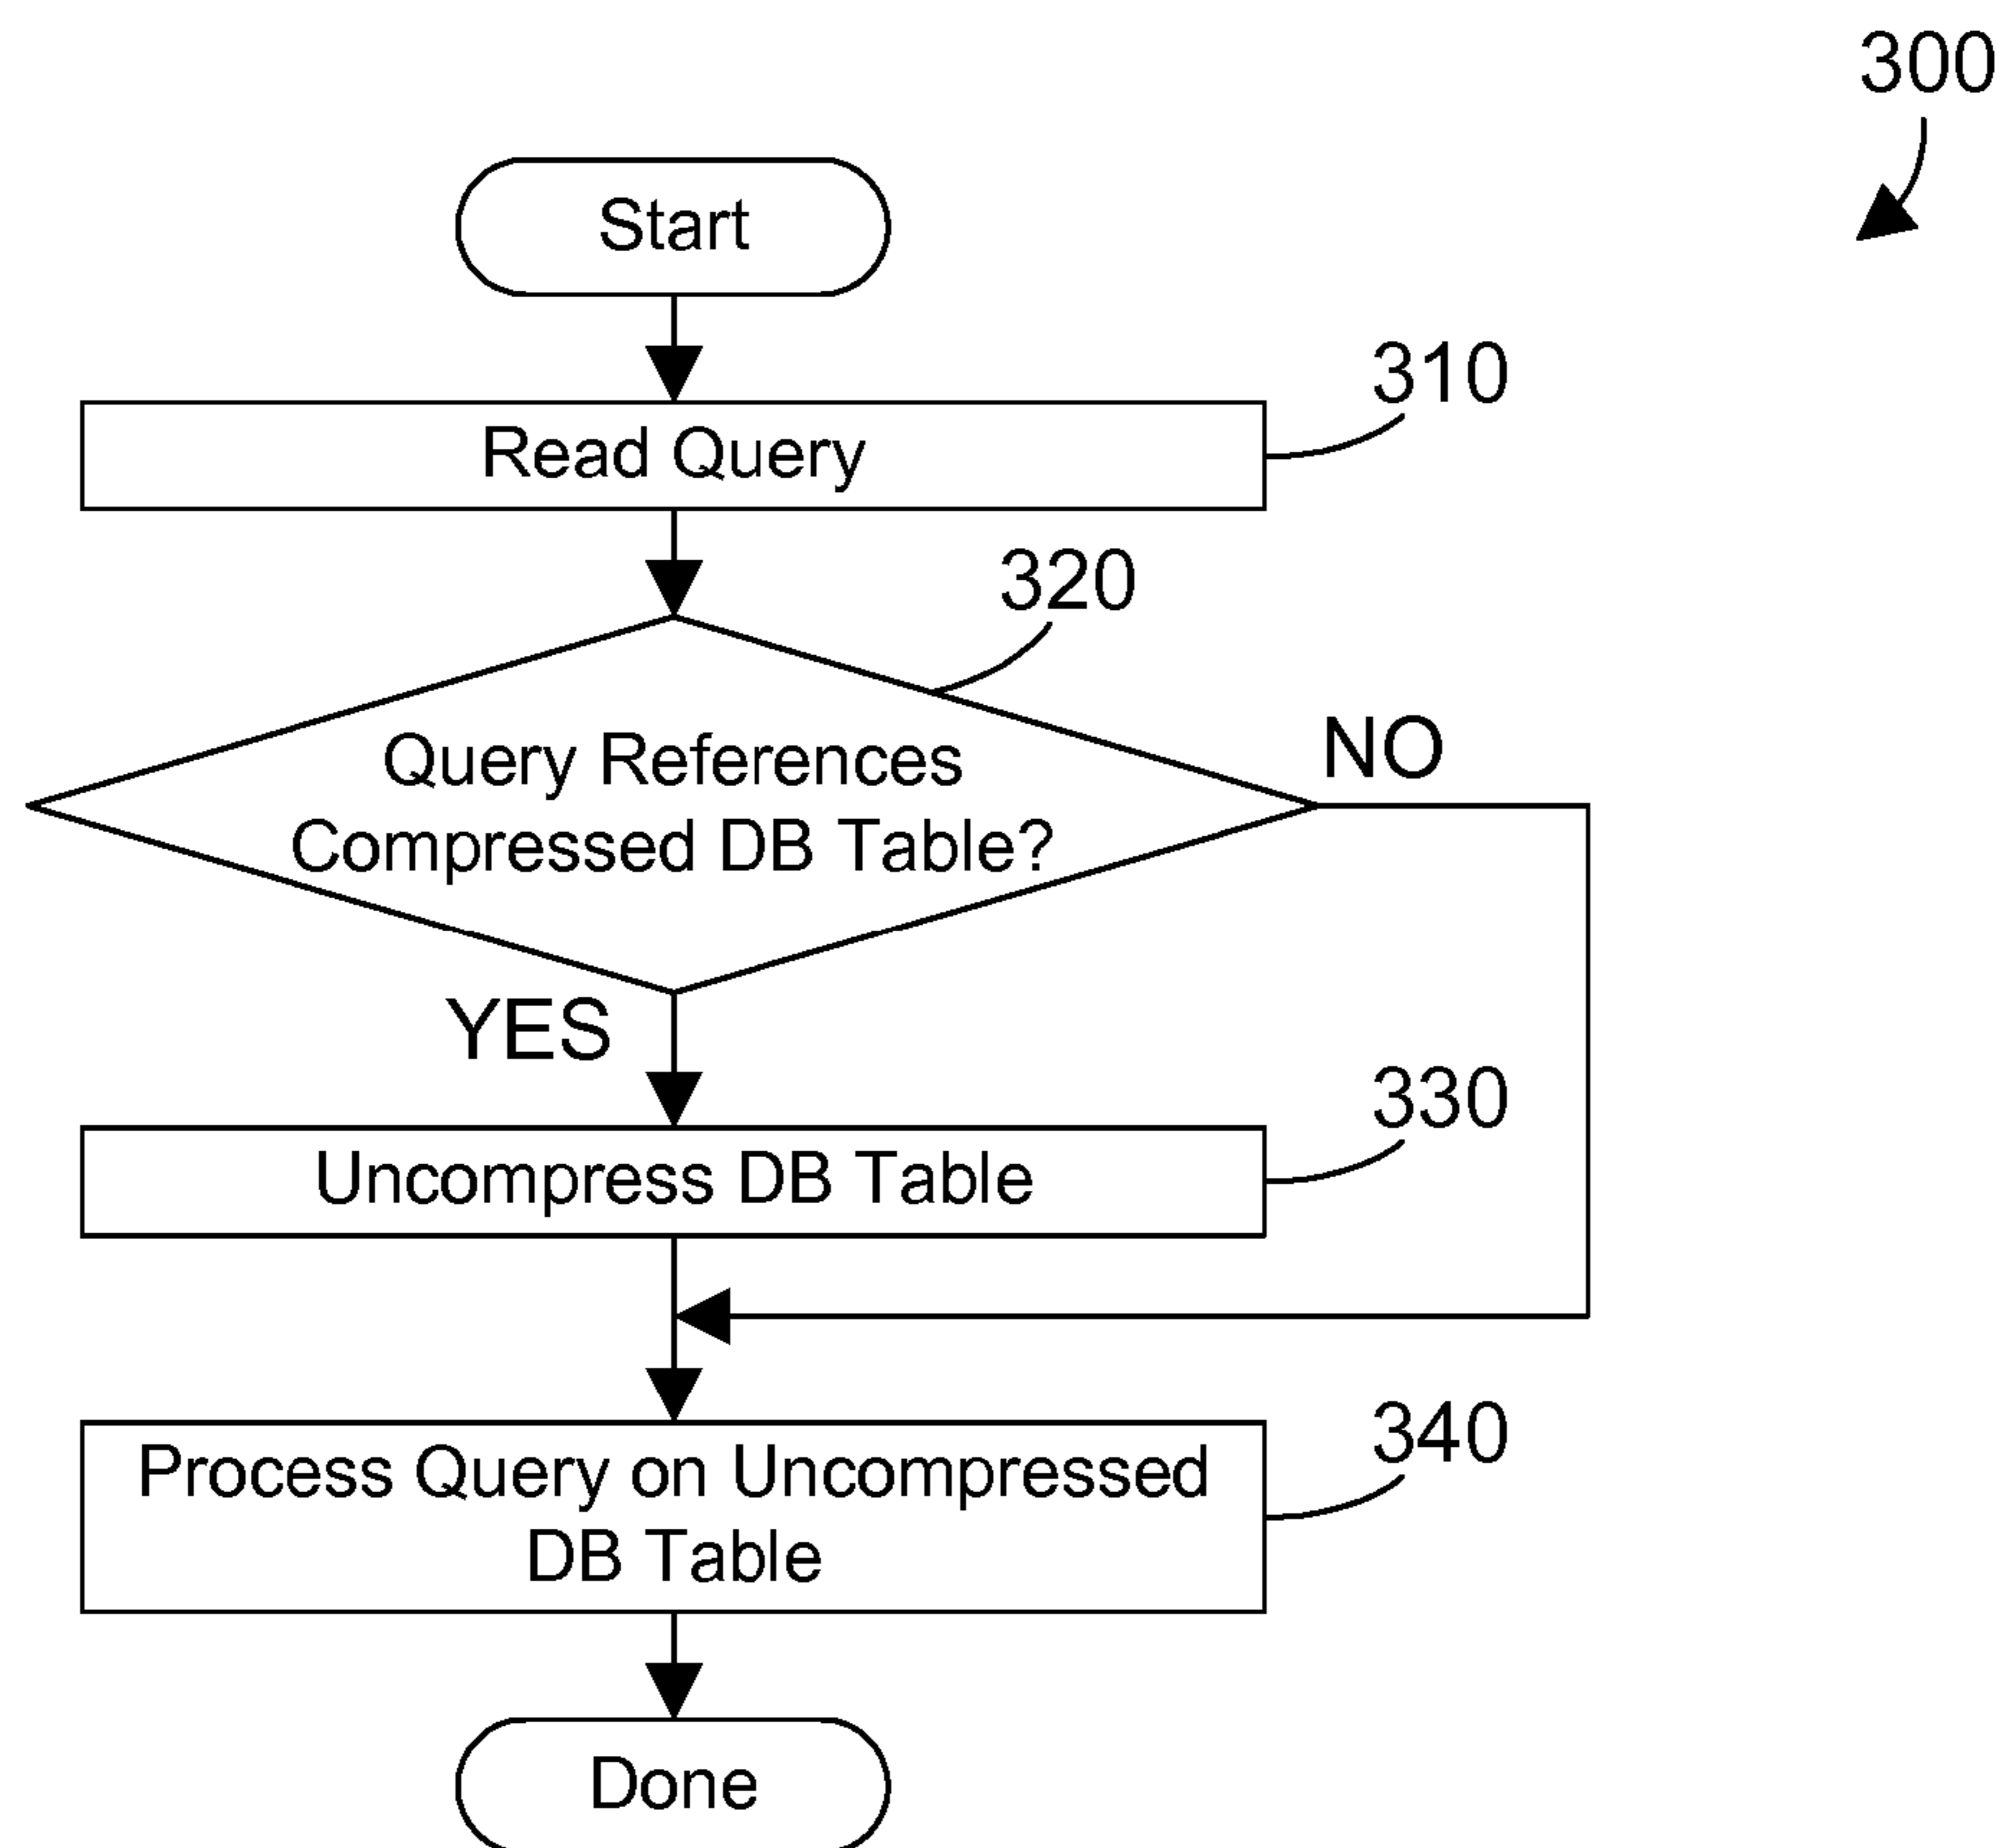 300
Start
310
Read Query
320
Query References
Compressed DB Table?
NO
YES
330
Uncompress DB Table
340
Process Query on Uncompressed
DB Table
Done